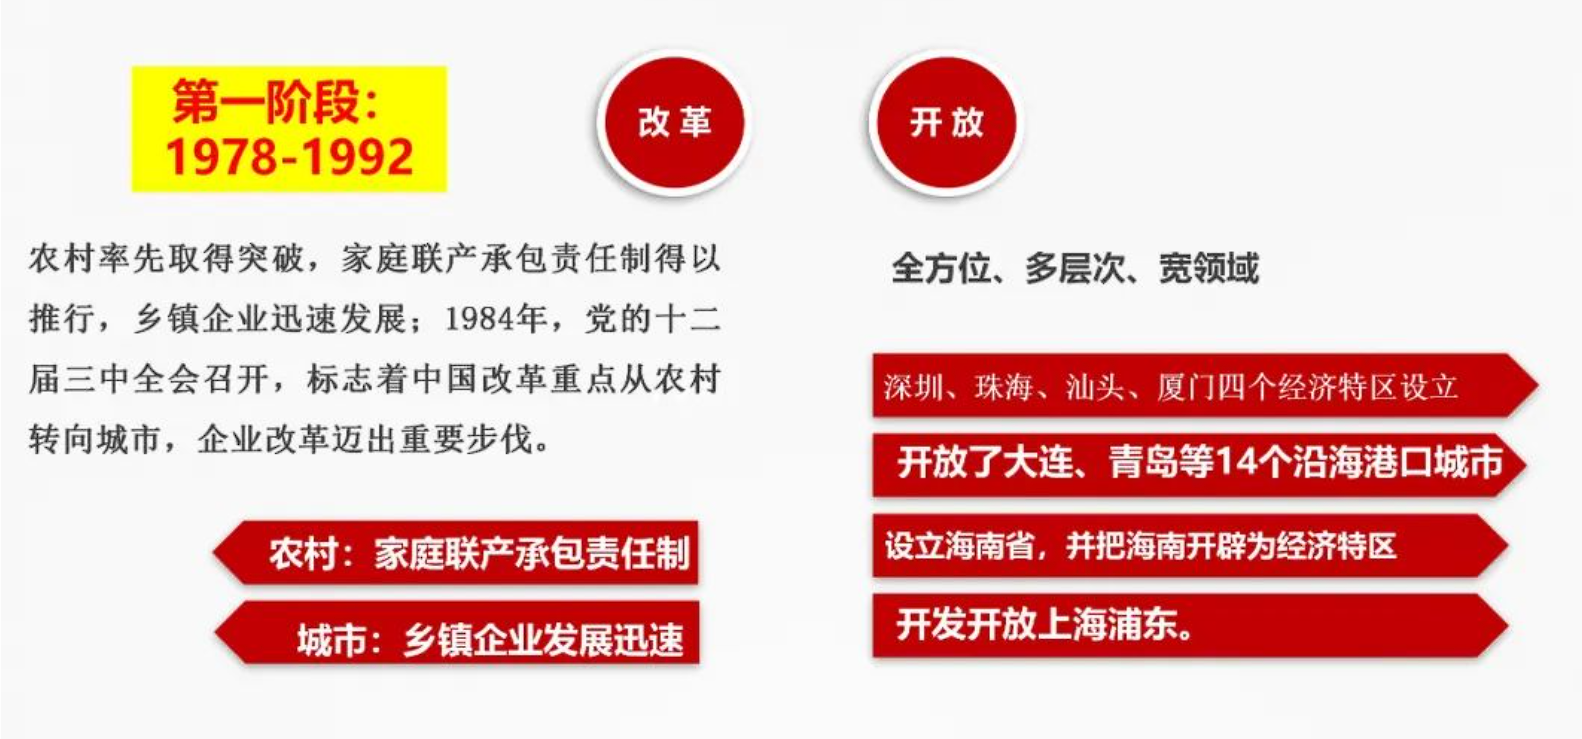 第一阶段：
1978-1992
改革
开放
农村率先取得突破，家庭联产承包责任制得以
推行，乡镇企业迅速发展；1984年，党的十二
届三中全会召开，标志着中国改革重点从农村
转向城市，企业改革迈出重要步伐。
农村：家庭联产承包责任制
城市：乡镇企业发展迅速
全方位、多层次、宽领域
深圳、珠海、汕头、厦门四个经济特区设立
开放了大连、青岛等14个沿海港口城市
设立海南省，并把海南开辟为经济特区
开发开放上海浦东。